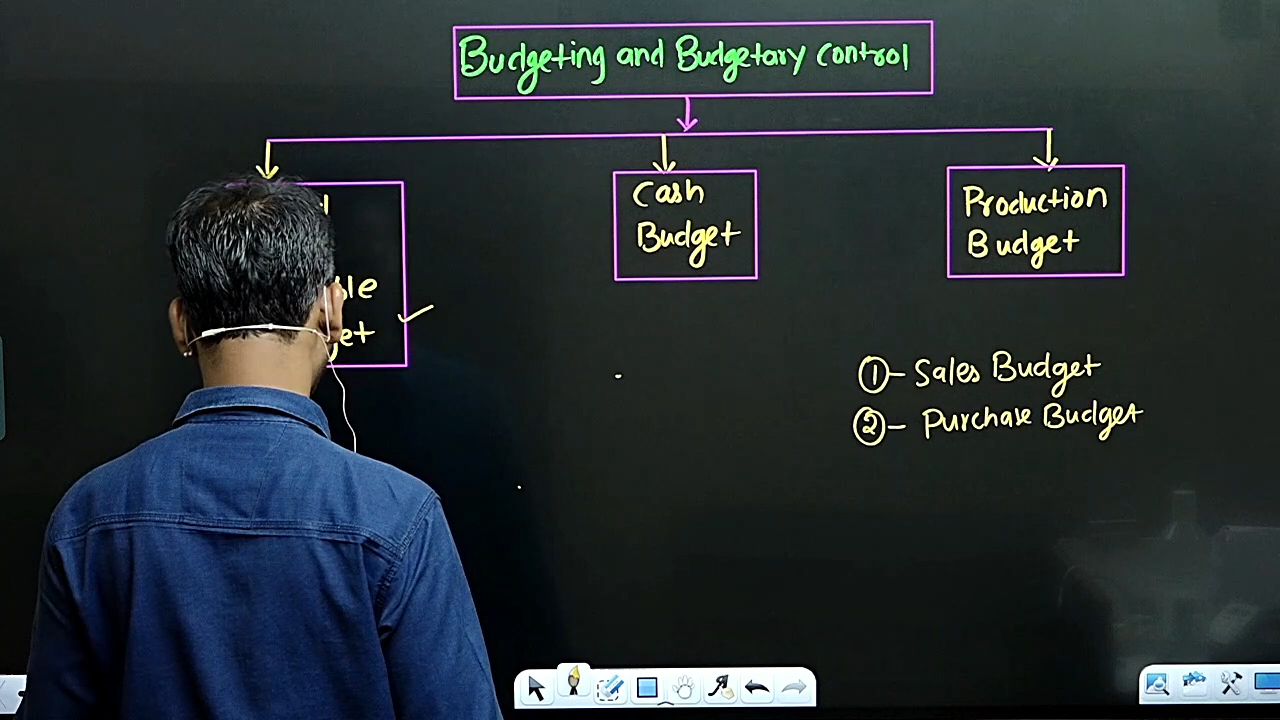 Budgeting and Budgetary control
Cash
Budget
Production
Budget
①- Sales Budget
②- Purchase Budget